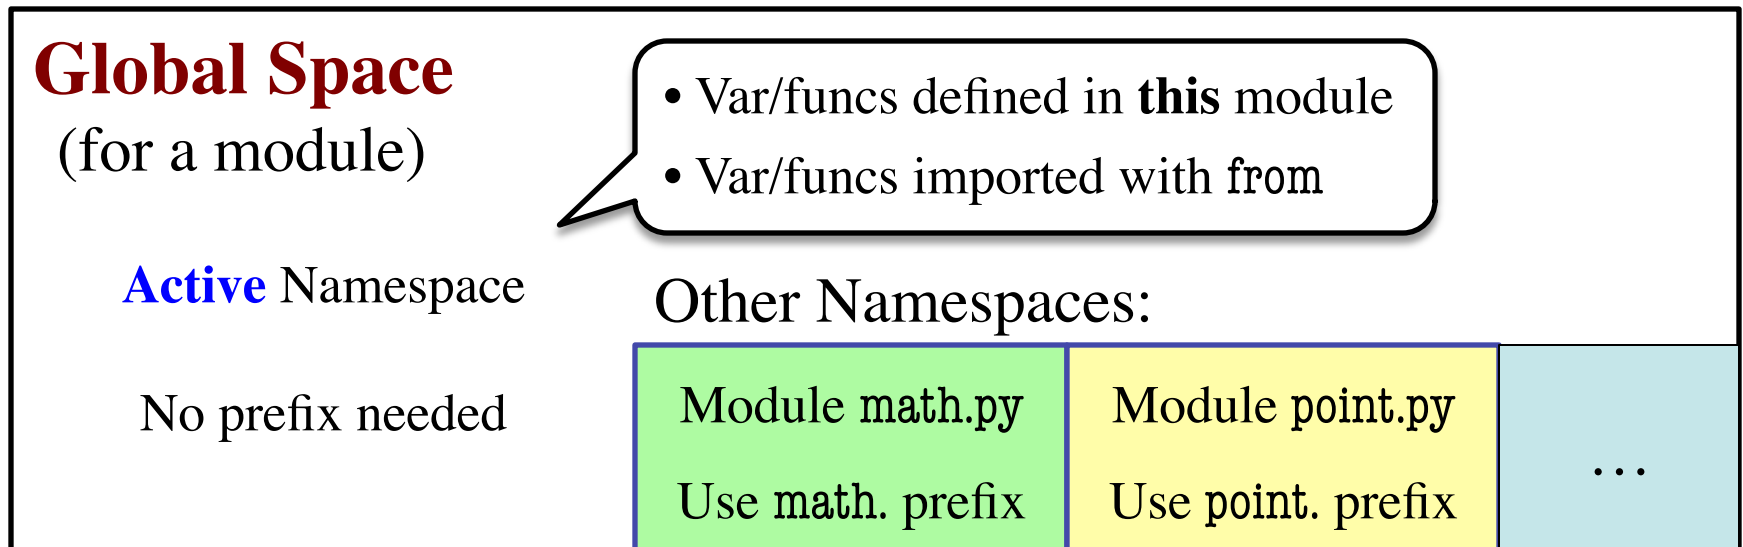 Global Space
(for a module)
• Var/funcs defined in this module
• Var/funcs imported with from
Active Namespace
No prefix needed
Other Namespaces:
Module math.py
Use math. prefix
Module point.py
Use point. prefix
…